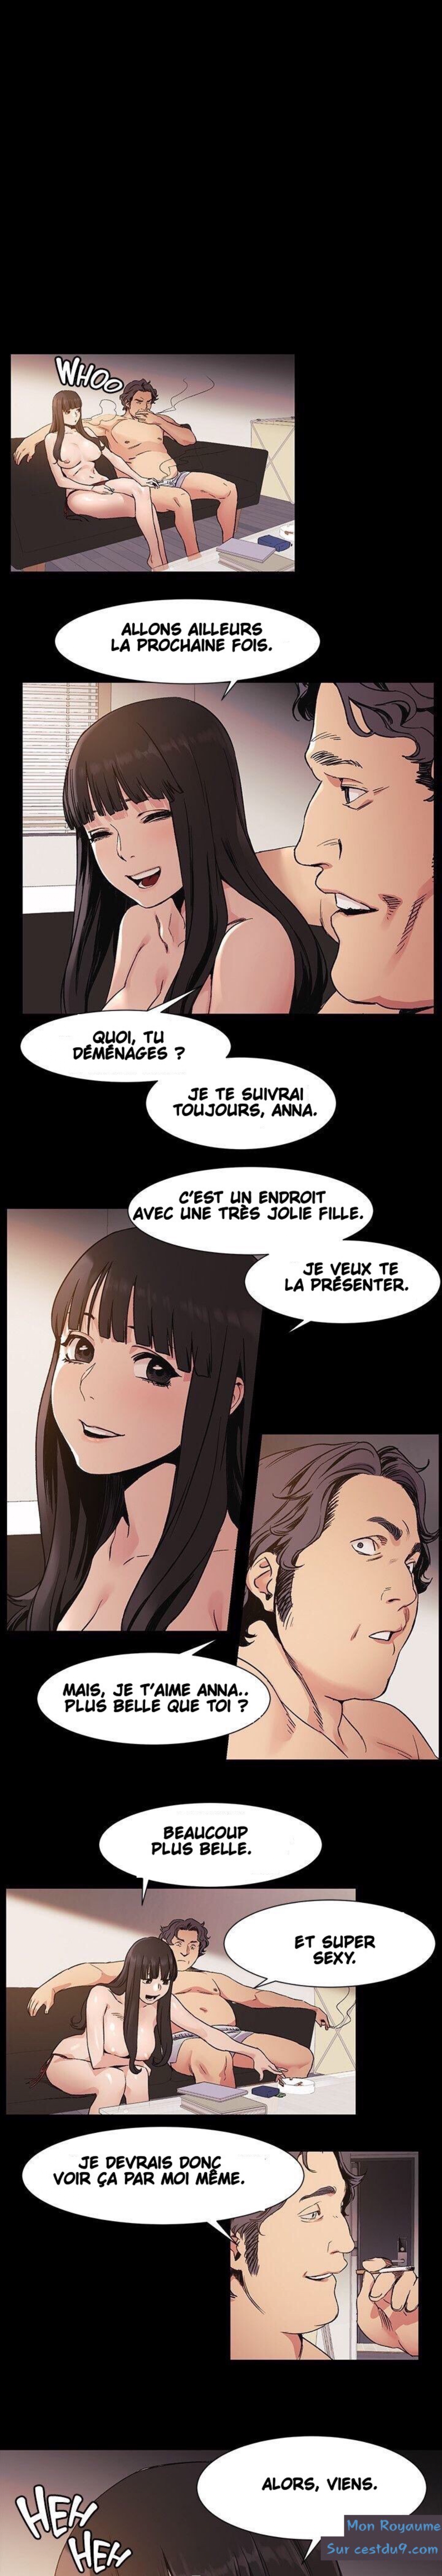 WHOO
ALLONS AILLEURS
LA PROCHAINE FOIS.
QUOI, TU
DÉMÉNAGES ?
JE TE SUIVRAI
TOUJOURS, ANNA.
C'EST UN ENDROIT
AVEC UNE TRÈS JOLIE FILLE.
JE VEUX TE
LA PRÉSENTER.
MAIS, JE T'AIME ANNA..
PLUS BELLE QUE TOI ?
BEAUCOUP
PLUS BELLE.
ET SUPER
SEXY.
JE DEVRAIS DONC
VOIR ÇA PAR MOI MÊME.
ALORS, VIENS.
HEH
HEH
Mon Royaume
Sur cestdu9.com